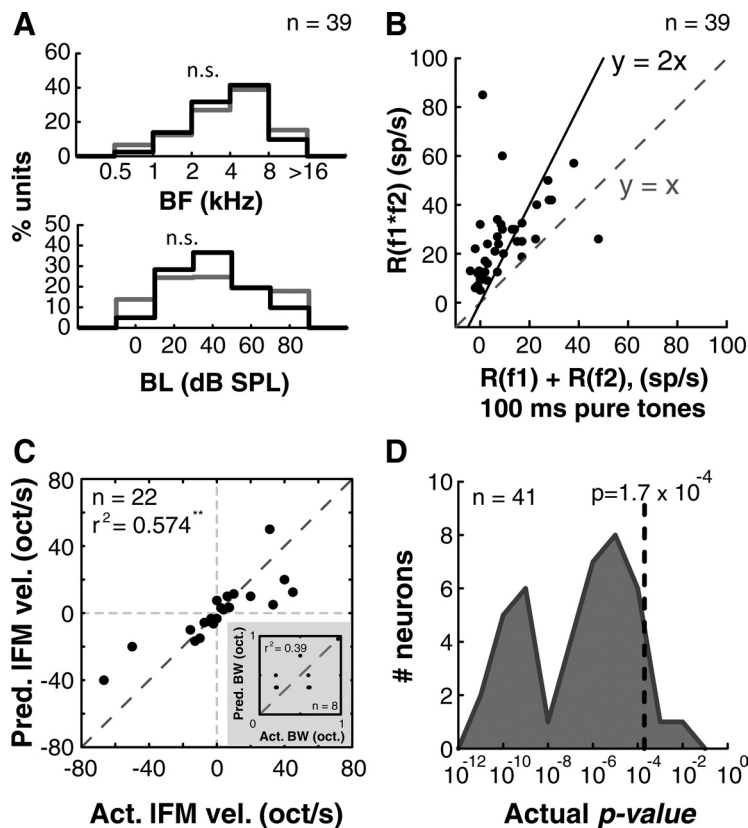 A
n = 39
60
40
20
0
n.s.
0.5 1 2 4 8 >16
BF (kHz)
% units
50
40
30
20
10
0
n.s.
0 20 40 60 80
BL (dB SPL)
B
n = 39
100
80
60
40
20
0
R(f1*f2) (sp/s)
y = 2x
y = x
0 20 40 60 80 100
R(f1) + R(f2), (sp/s)
100 ms pure tones
C
80
40
0
-40
-80
Pred. IFM vel. (oct/s)
n = 22
r² = 0.574**
1
r² = 0.39
Pred. BW (oct.)
n = 8
0 1
Act. BW (oct.)
-80 -40 0 40 80
Act. IFM vel. (oct/s)
D
10
8
6
4
2
0
# neurons
n = 41
p=1.7 x 10⁻⁴
10⁻¹² 10⁻¹⁰ 10⁻⁸ 10⁻⁶ 10⁻⁴ 10⁻² 10⁰
Actual p-value